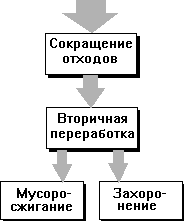 Сокращение
отходов
Вторичная
переработка
Мусоро-
сжигание
Захоро-
нение